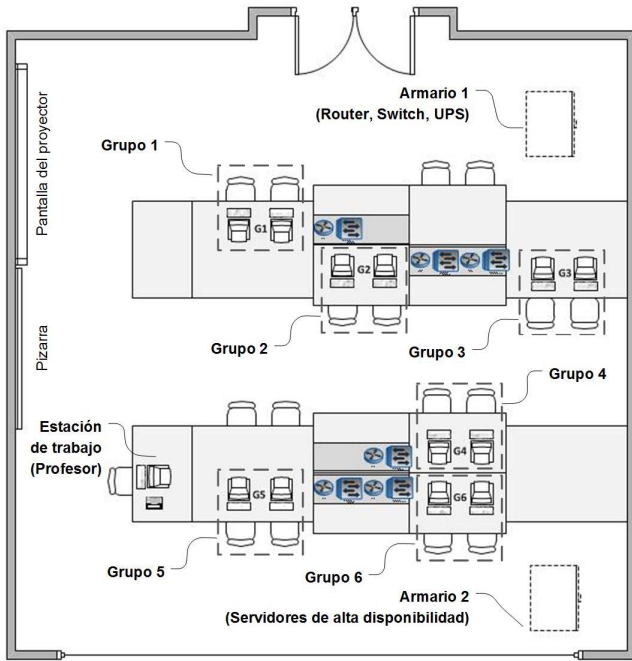 Armario 1
(Router, Switch, UPS)
Pantalla del proyector
Grupo 1
G1
G2
G3
Grupo 2
Grupo 3
Pizarra
Grupo 4
Estación
de trabajo
(Profesor)
G4
G5
G6
Grupo 5
Grupo 6
Armario 2
(Servidores de alta disponibilidad)